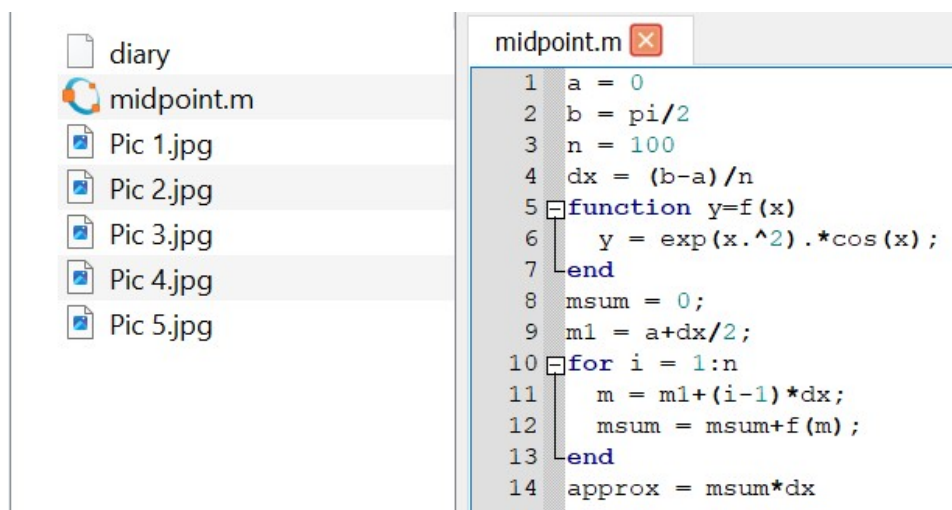 diary
midpoint.m
Pic 1.jpg
Pic 2.jpg
Pic 3.jpg
Pic 4.jpg
Pic 5.jpg
midpoint.m
1 a = 0
2 b = pi/2
3 n = 100
4 dx = (b-a)/n
5 function y=f(x)
6 y = exp(x.^2).*cos(x);
7 end
8 msum = 0;
9 m1 = a+dx/2;
10 for i = 1:n
11 m = m1+(i-1)*dx;
12 msum = msum+f(m);
13 end
14 approx = msum*dx